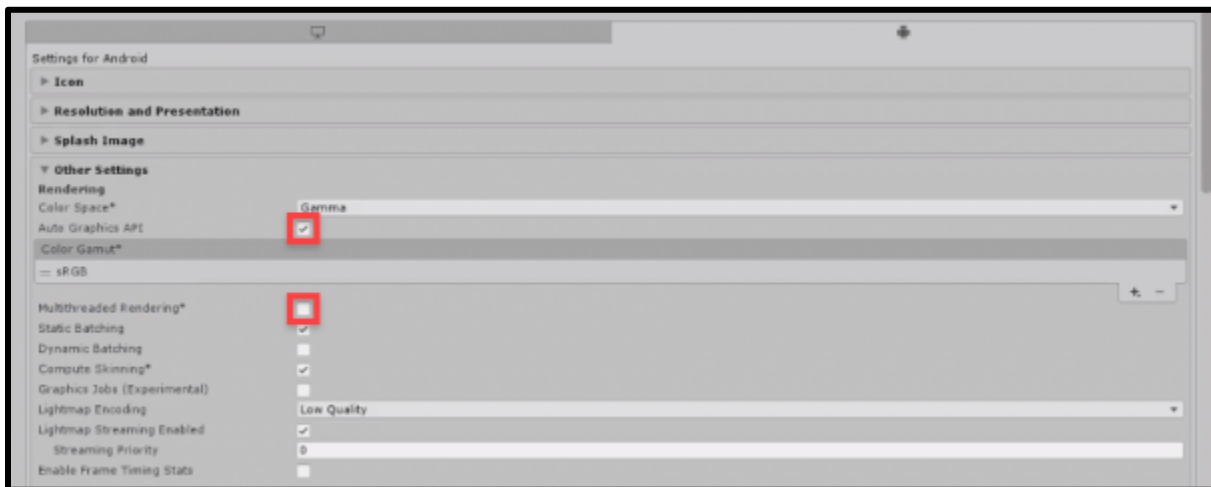 Settings for Android
Icon
Resolution and Presentation
Splash Image
Other Settings
Rendering
Color Space* Gamma
Auto Graphics API
Color Gamut*
= sRGB
Multithreaded Rendering*
Static Batching
Dynamic Batching
Compute Skinning*
Graphics Jobs (Experimental)
Lightmap Encoding Low Quality
Lightmap Streaming Enabled
Streaming Priority 0
Enable Frame Timing Stats